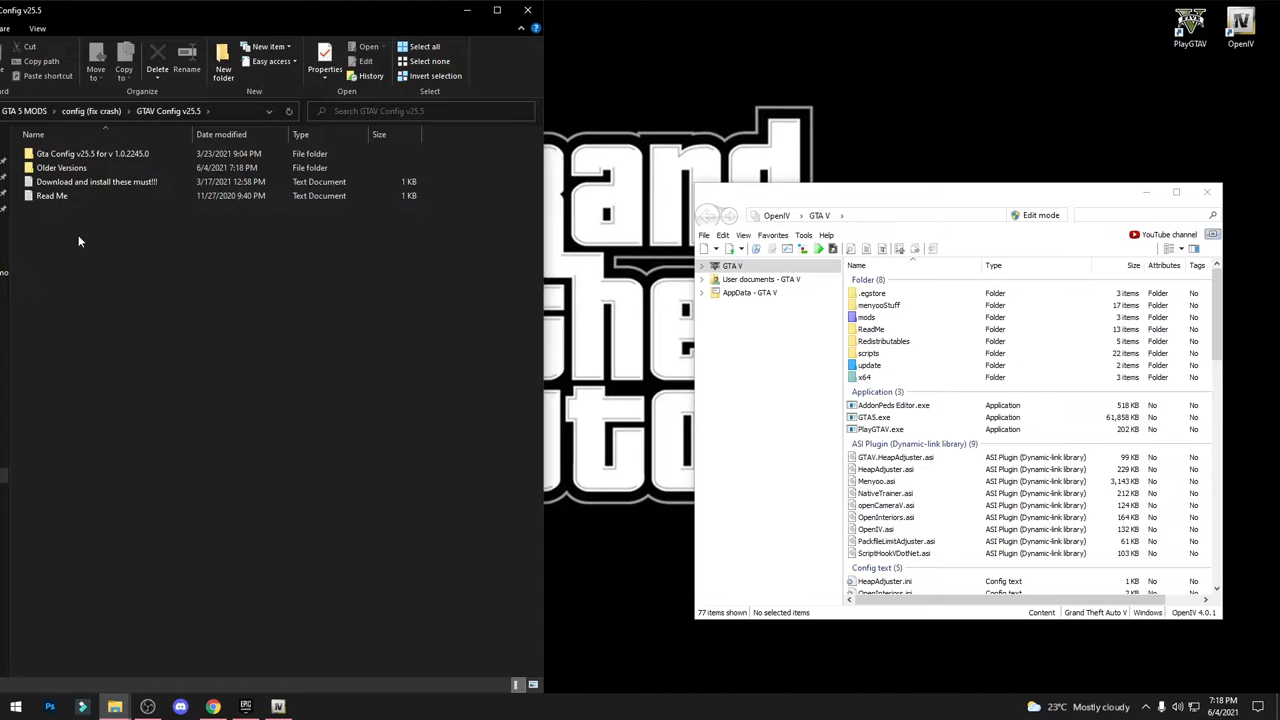 Config v25.5
are
View
Cut
Copy path
Paste shortcut
Move to
Copy to
Delete
Rename
New folder
New item
Easy access
Properties
Open
Edit
History
Select all
Select none
Invert selection
Organize
New
Open
Select
GTA 5 MODS > config (fix crash) > GTAV Config v25.5 >
Search GTAV Config v25.5
Name Date modified Type Size
Gta Config v25.5 for v 1.0.2245.0 3/23/2021 9:04 PM File folder
Older Versions 6/4/2021 7:18 PM File folder
Download and install these must!!! 3/17/2021 12:58 PM Text Document 1 KB
Read Me 11/27/2020 9:40 PM Text Document 1 KB
no
PlayGTAV
OpenIV
and
he
uto
OpenIV > GTA V >
Edit mode
File Edit View Favorites Tools Help
YouTube channel
GTA V
User documents - GTA V
AppData - GTA V
Name Type Size Attributes Tags
Folder (8)
.egstore Folder 3 items Folder No
menyooStuff Folder 17 items Folder No
mods Folder 3 items Folder No
ReadMe Folder 13 items Folder No
Redistributables Folder 5 items Folder No
scripts Folder 22 items Folder No
update Folder 2 items Folder No
x64 Folder 3 items Folder No
Application (3)
AddonPeds Editor.exe Application 518 KB No No
GTA5.exe Application 61,858 KB No No
PlayGTAV.exe Application 202 KB No No
ASI Plugin (Dynamic-link library) (9)
GTAV.HeapAdjuster.asi ASI Plugin (Dynamic-link library) 99 KB No No
HeapAdjuster.asi ASI Plugin (Dynamic-link library) 229 KB No No
Menyoo.asi ASI Plugin (Dynamic-link library) 3,143 KB No No
NativeTrainer.asi ASI Plugin (Dynamic-link library) 212 KB No No
openCameraV.asi ASI Plugin (Dynamic-link library) 124 KB No No
OpenInteriors.asi ASI Plugin (Dynamic-link library) 164 KB No No
OpenIV.asi ASI Plugin (Dynamic-link library) 132 KB No No
PackfileLimitAdjuster.asi ASI Plugin (Dynamic-link library) 61 KB No No
ScriptHookVDotNet.asi ASI Plugin (Dynamic-link library) 103 KB No No
Config text (5)
HeapAdjuster.ini Config text 1 KB No No
OpenInteriors.ini Config text 2 KB No No
77 items shown No selected items Content Grand Theft Auto V Windows OpenIV 4.0.1
Ps
EPIC
IV
23°C Mostly cloudy
7:18 PM
6/4/2021